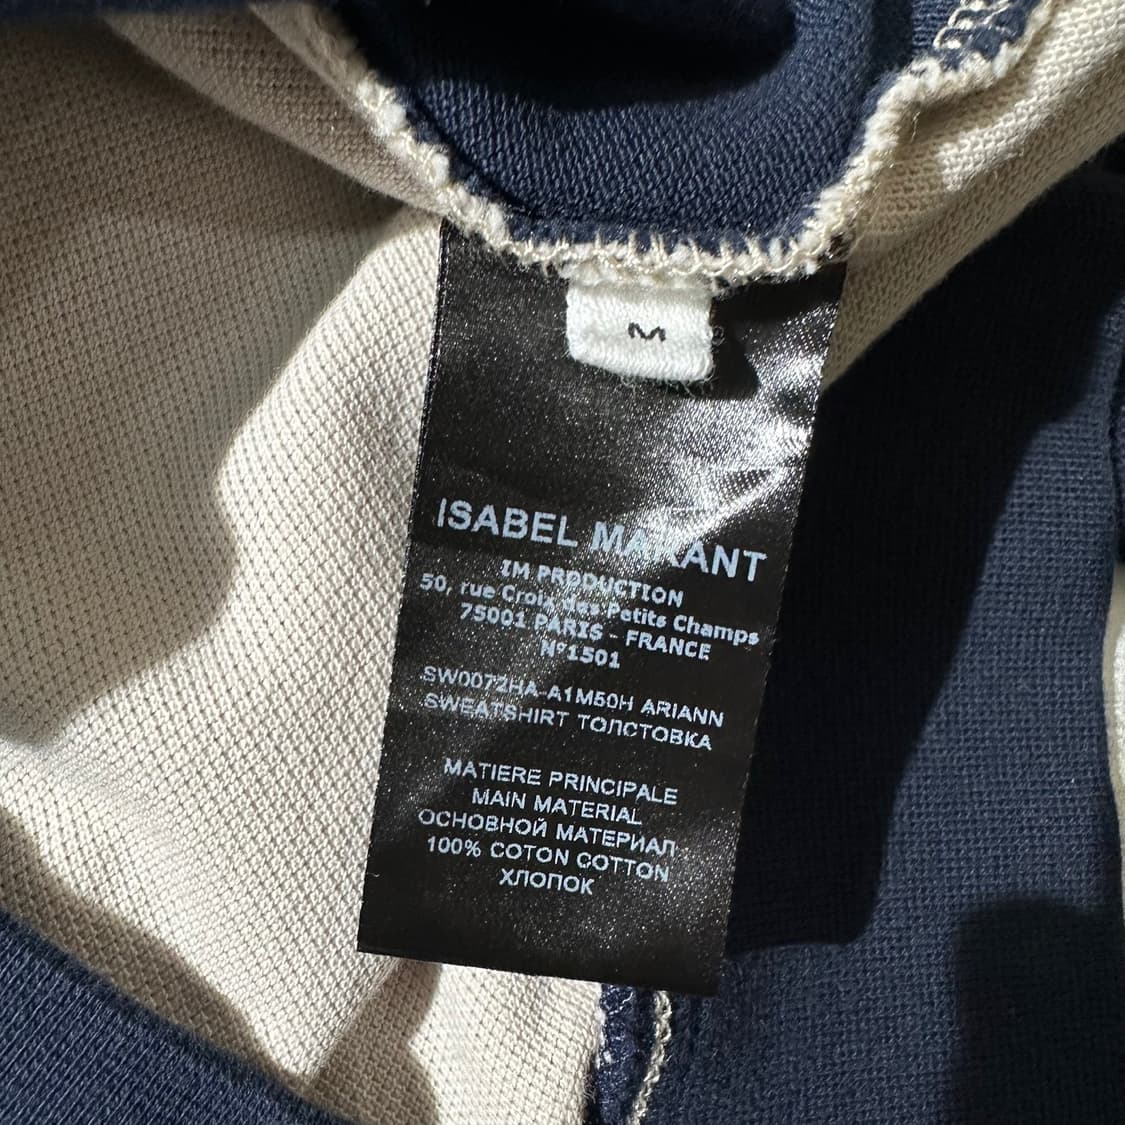 M
ISABEL MARANT
IM PRODUCTION
50, rue Croix des Petits Champs
75001 PARIS - FRANCE
N°1501
SW0072HA-A1M50H ARIANN
SWEATSHIRT ТОЛСТОВКА
MATIERE PRINCIPALE
MAIN MATERIAL
ОСНОВНОЙ МАТЕРИАЛ
100% COTON COTTON
ХЛОПОК